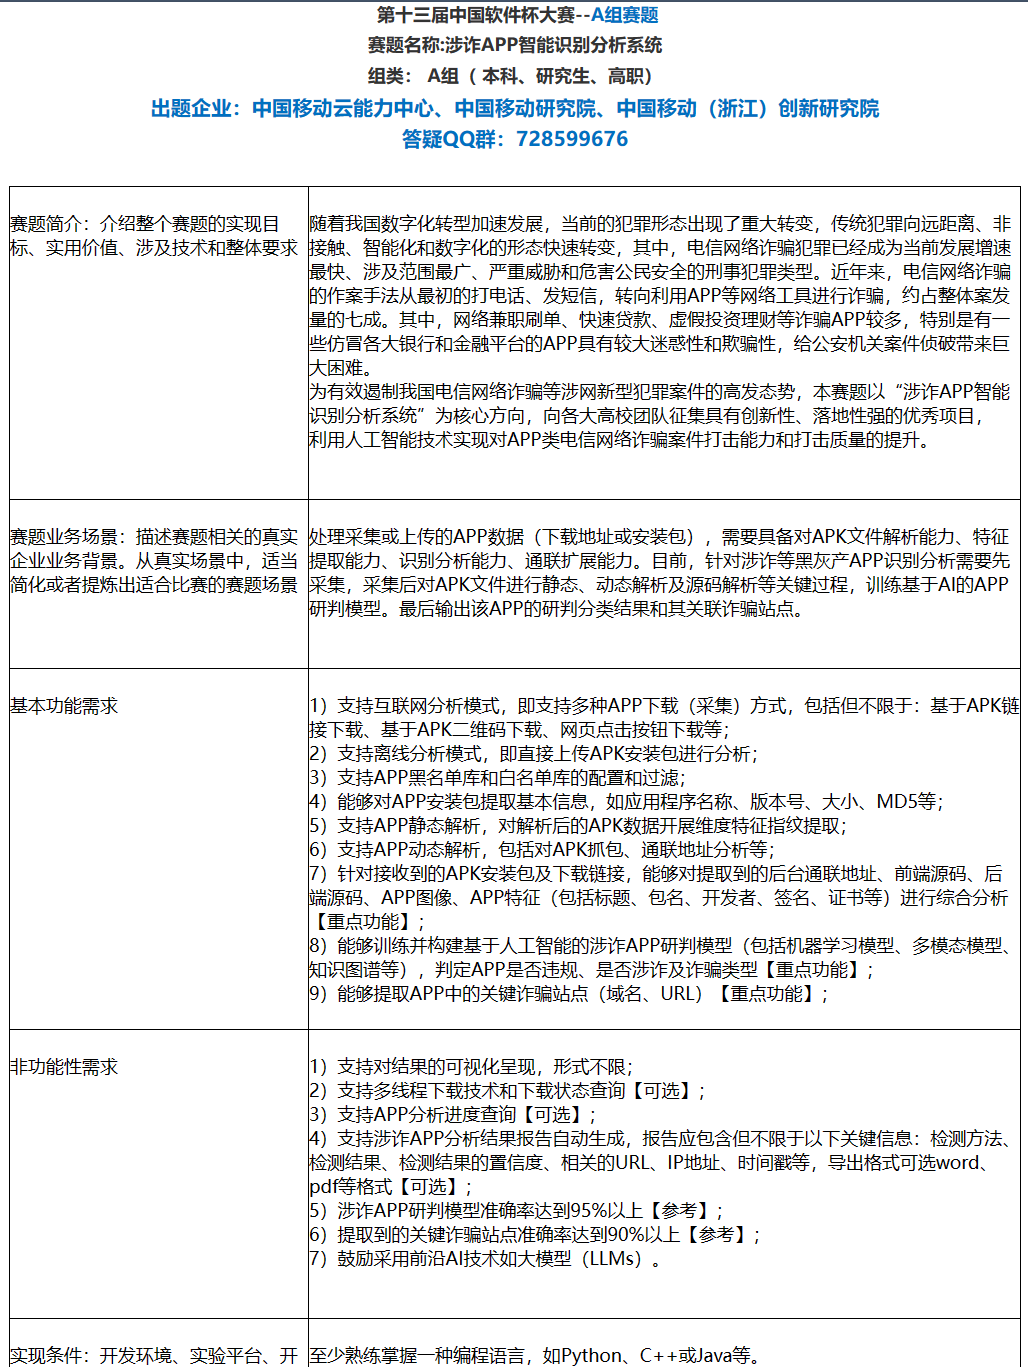 第十三届中国软件杯大赛--A组赛题
赛题名称:涉诈APP智能识别分析系统
组类： A组（ 本科、研究生、高职）
出题企业：中国移动云能力中心、中国移动研究院、中国移动（浙江）创新研究院
答疑QQ群：728599676
赛题简介：介绍整个赛题的实现目
标、实用价值、涉及技术和整体要求
随着我国数字化转型加速发展，当前的犯罪形态出现了重大转变，传统犯罪向远距离、非
接触、智能化和数字化的形态快速转变，其中，电信网络诈骗犯罪已经成为当前发展增速
最快、涉及范围最广、严重威胁和危害公民安全的刑事犯罪类型。近年来，电信网络诈骗
的作案手法从最初的打电话、发短信，转向利用APP等网络工具进行诈骗，约占整体案发
量的七成。其中，网络兼职刷单、快速贷款、虚假投资理财等诈骗APP较多，特别是有一
些仿冒各大银行和金融平台的APP具有较大迷惑性和欺骗性，给公安机关案件侦破带来巨
大困难。
为有效遏制我国电信网络诈骗等涉网新型犯罪案件的高发态势，本赛题以“涉诈APP智能
识别分析系统”为核心方向，向各大高校团队征集具有创新性、落地性强的优秀项目，
利用人工智能技术实现对APP类电信网络诈骗案件打击能力和打击质量的提升。
赛题业务场景：描述赛题相关的真实
企业业务背景。从真实场景中，适当
简化或者提炼出适合比赛的赛题场景
处理采集或上传的APP数据（下载地址或安装包），需要具备对APK文件解析能力、特征
提取能力、识别分析能力、通联扩展能力。目前，针对涉诈等黑灰产APP识别分析需要先
采集，采集后对APK文件进行静态、动态解析及源码解析等关键过程，训练基于AI的APP
研判模型。最后输出该APP的研判分类结果和其关联诈骗站点。
基本功能需求
1）支持互联网分析模式，即支持多种APP下载（采集）方式，包括但不限于：基于APK链
接下载、基于APK二维码下载、网页点击按钮下载等；
2）支持离线分析模式，即直接上传APK安装包进行分析；
3）支持APP黑名单库和白名单库的配置和过滤；
4）能够对APP安装包提取基本信息，如应用程序名称、版本号、大小、MD5等；
5）支持APP静态解析，对解析后的APK数据开展维度特征指纹提取；
6）支持APP动态解析，包括对APK抓包、通联地址分析等；
7）针对接收到的APK安装包及下载链接，能够对提取到的后台通联地址、前端源码、后
端源码、APP图像、APP特征（包括标题、包名、开发者、签名、证书等）进行综合分析
【重点功能】；
8）能够训练并构建基于人工智能的涉诈APP研判模型（包括机器学习模型、多模态模型、
知识图谱等），判定APP是否违规、是否涉诈及诈骗类型【重点功能】；
9）能够提取APP中的关键诈骗站点（域名、URL）【重点功能】；
非功能性需求
1）支持对结果的可视化呈现，形式不限；
2）支持多线程下载技术和下载状态查询【可选】；
3）支持APP分析进度查询【可选】；
4）支持涉诈APP分析结果报告自动生成，报告应包含但不限于以下关键信息：检测方法、
检测结果、检测结果的置信度、相关的URL、IP地址、时间戳等，导出格式可选word、
pdf等格式【可选】；
5）涉诈APP研判模型准确率达到95%以上【参考】；
6）提取到的关键诈骗站点准确率达到90%以上【参考】；
7）鼓励采用前沿AI技术如大模型（LLMs）。
实现条件：开发环境、实验平台、开
至少熟练掌握一种编程语言，如Python、C++或Java等。